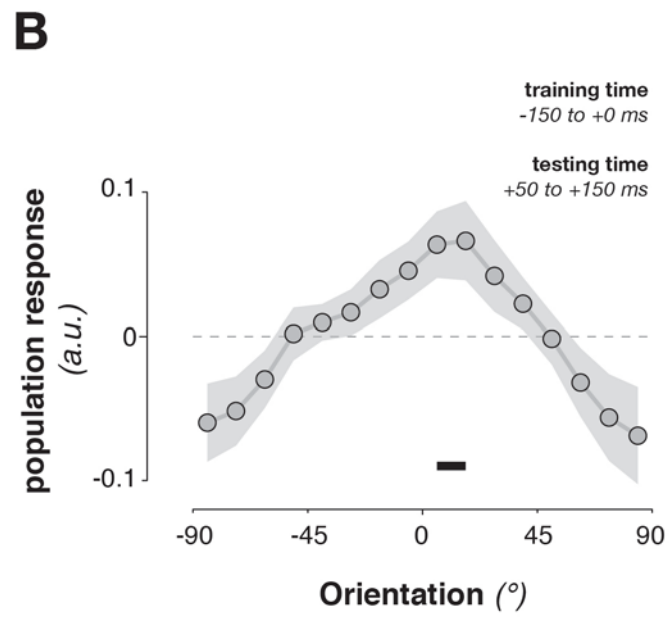 B
training time
-150 to +0 ms
testing time
+50 to +150 ms
population response
(a.u.)
0.1
0
-0.1
-90
-45
0
45
90
Orientation (°)